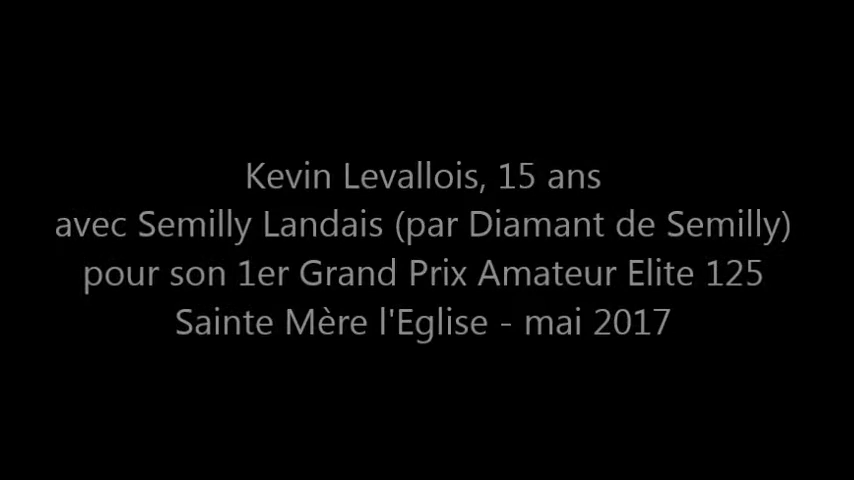 Kevin Levallois, 15 ans
avec Semilly Landais (par Diamant de Semilly)
pour son 1er Grand Prix Amateur Elite 125
Sainte Mère l'Eglise - mai 2017